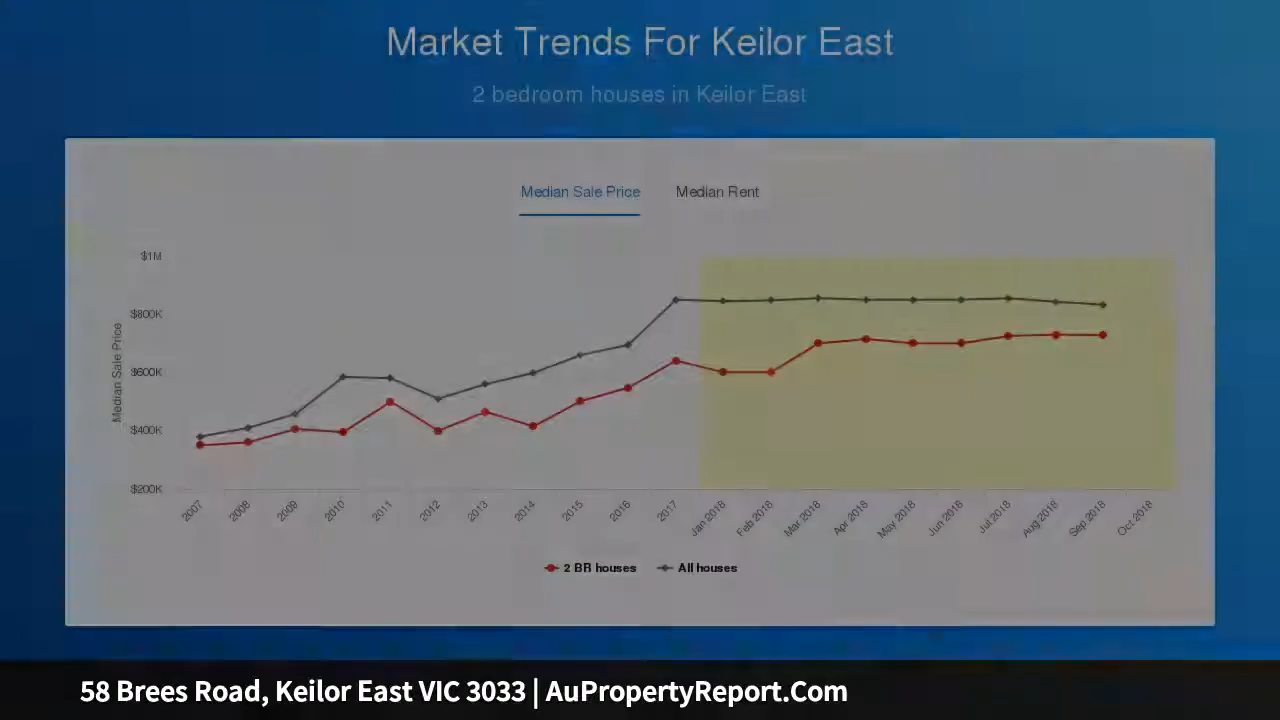 Market Trends For Keilor East
2 bedroom houses in Keilor East
Median Sale Price Median Rent
Median Sale Price
$1M
$800K
$600K
$400K
$200K
2007 2008 2009 2010 2011 2012 2013 2014 2015 2016 2017 Jan 2018 Feb 2018 Mar 2018 Apr 2018 May 2018 Jun 2018 Jul 2018 Aug 2018 Sep 2018 Oct 2018
2 BR houses All houses
58 Brees Road, Keilor East VIC 3033 | AuPropertyReport.Com